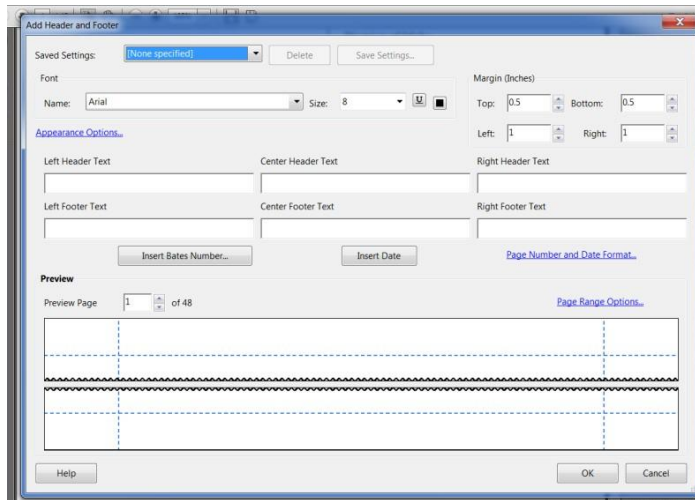 Add Header and Footer
Saved Settings: [None specified] Delete Save Settings...
Font
Name: Arial Size: 8 U
Margin (Inches)
Top: 0.5 Bottom: 0.5
Left: 1 Right: 1
Appearance Options...
Left Header Text Center Header Text Right Header Text
Left Footer Text Center Footer Text Right Footer Text
Insert Bates Number... Insert Date Page Number and Date Format...
Preview
Preview Page 1 of 48 Page Range Options...
Help OK Cancel